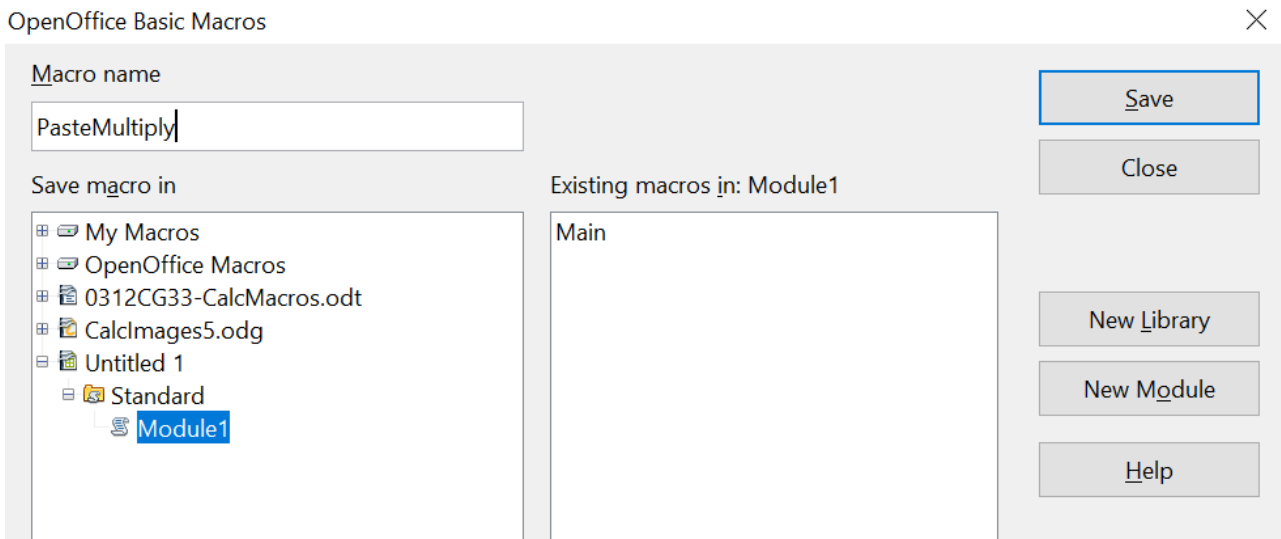 OpenOffice Basic Macros
Macro name
PasteMultiply
Save
Close
Save macro in
Existing macros in: Module1
My Macros
OpenOffice Macros
0312CG33-CalcMacros.odt
CalcImages5.odg
Untitled 1
Standard
Module1
Main
New Library
New Module
Help